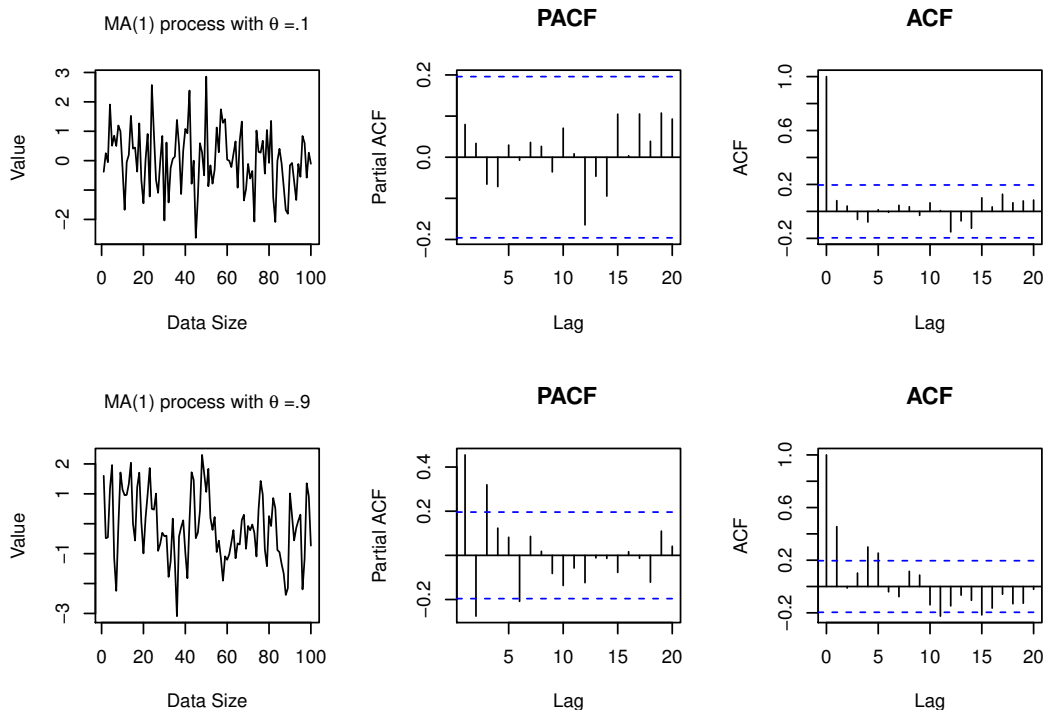 MA(1) process with θ =.1
PACF
ACF
Value
3
2
1
0
−2
0 20 40 60 80 100
Data Size
Partial ACF
0.2
0.0
−0.2
5 10 15 20
Lag
ACF
1.0
0.6
0.2
−0.2
0 5 10 15 20
Lag
MA(1) process with θ =.9
PACF
ACF
Value
2
1
−1
−3
0 20 40 60 80 100
Data Size
Partial ACF
0.4
0.2
−0.2
5 10 15 20
Lag
ACF
1.0
0.6
0.2
−0.2
0 5 10 15 20
Lag